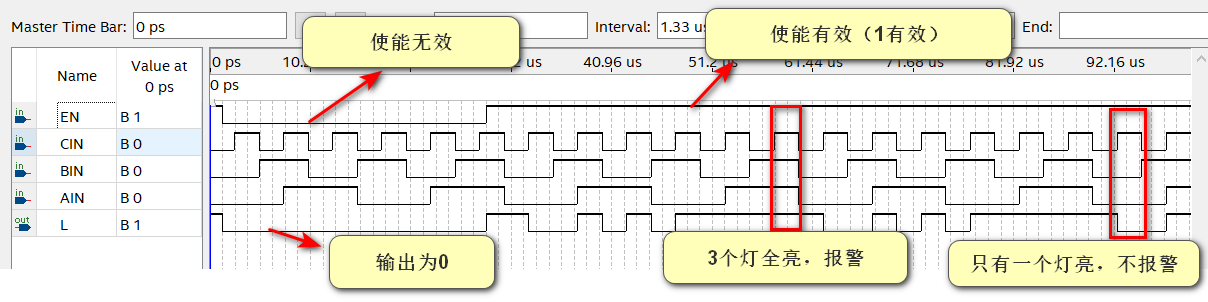 Master Time Bar: 0 ps
使能无效
Interval: 1.33 us
使能有效（1有效）
End:
Name
Value at
0 ps
0 ps
40.96 us
51.2 us
61.44 us
71.68 us
81.92 us
92.16 us
0 ps
in EN B 1
in CIN B 0
in BIN B 0
in AIN B 0
out L B 1
输出为0
3个灯全亮，报警
只有一个灯亮，不报警